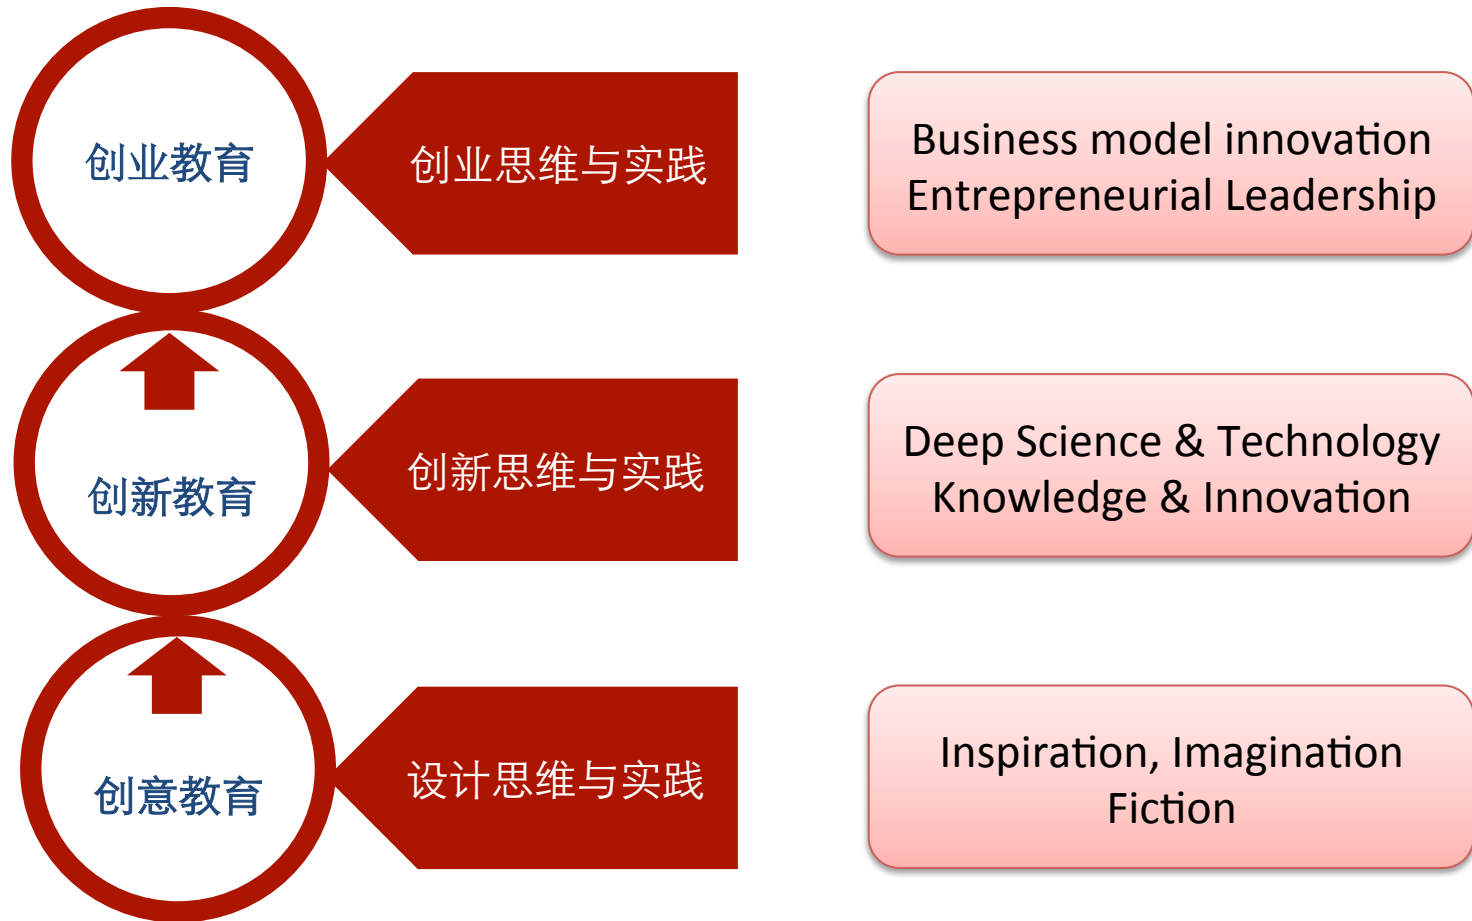 创业教育
创业思维与实践
Business model innovation
Entrepreneurial Leadership
创新教育
创新思维与实践
Deep Science & Technology
Knowledge & Innovation
创意教育
设计思维与实践
Inspiration, Imagination
Fiction